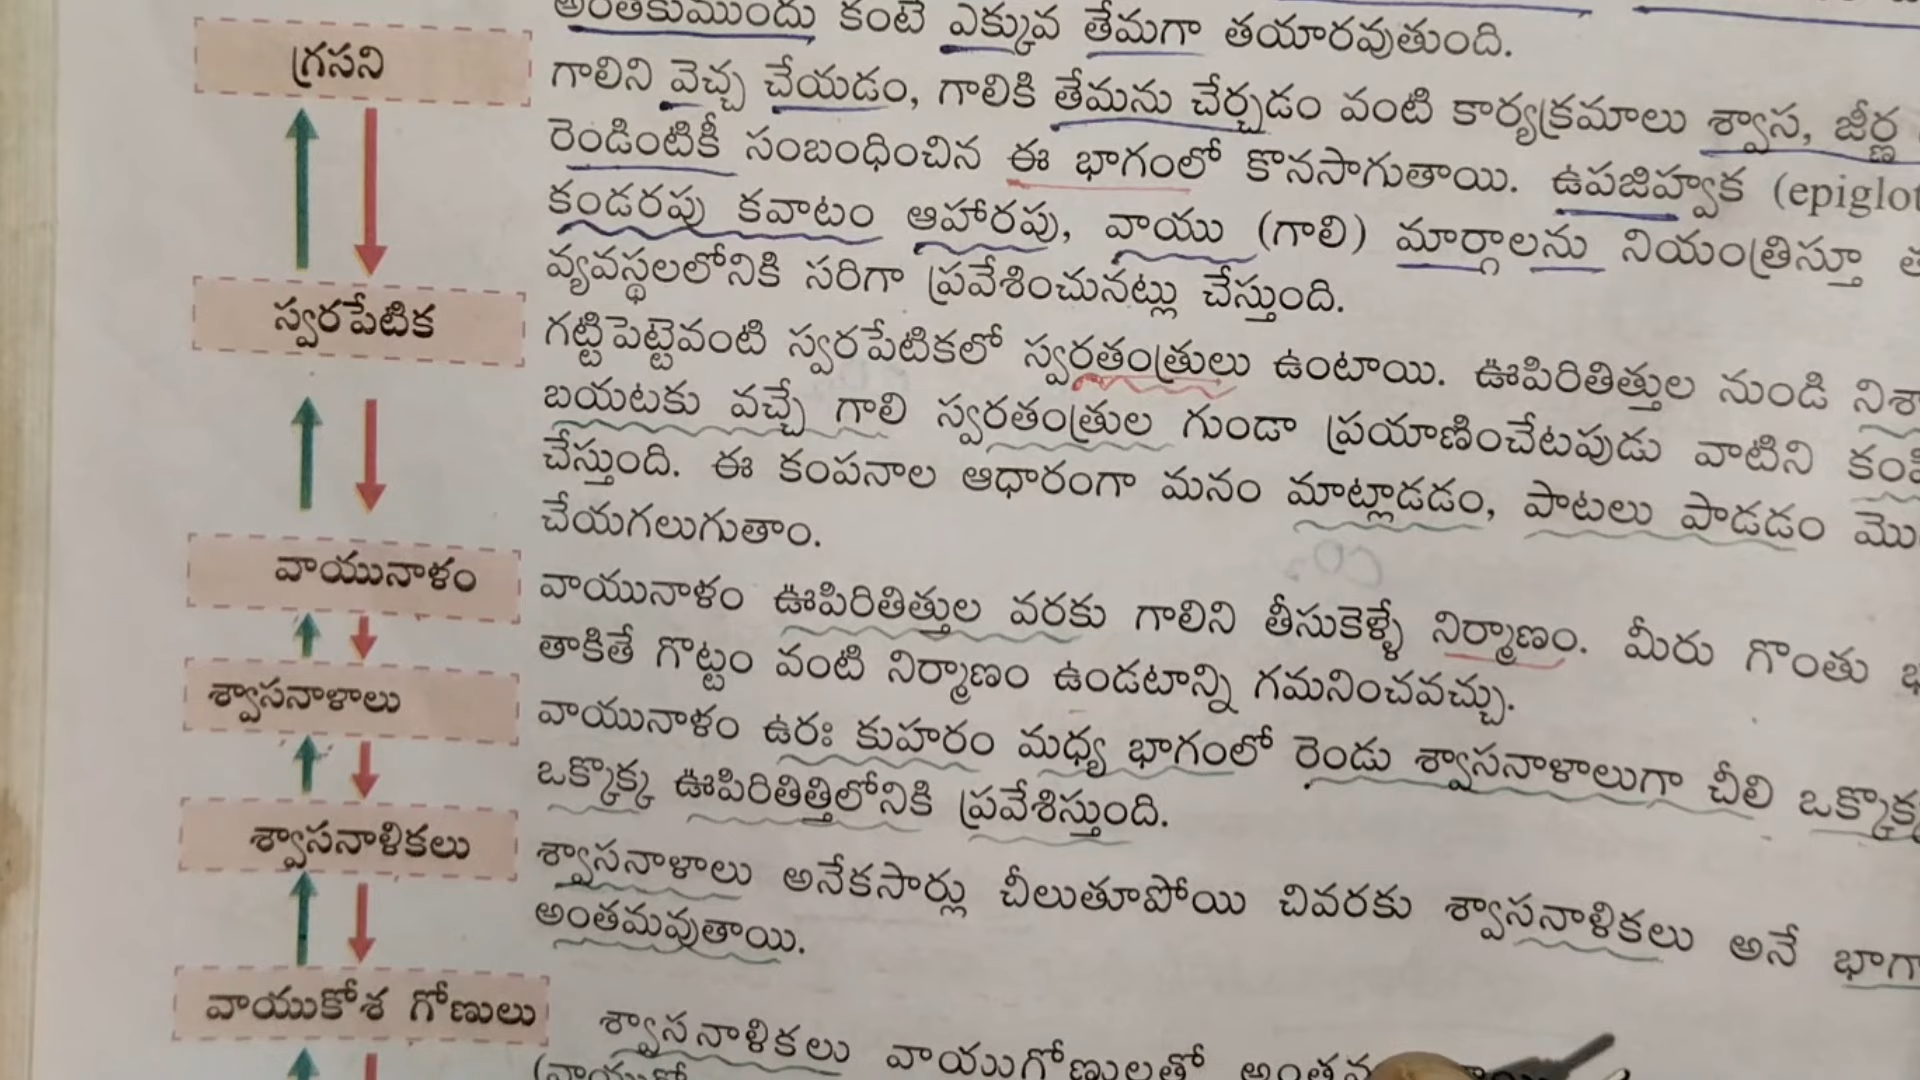 అంతకుముందు కంటే ఎక్కువ తేమగా తయారవుతుంది.
గ్రసని
గాలిని వెచ్చ చేయడం, గాలికి తేమను చేర్చడం వంటి కార్యక్రమాలు శ్వాస, జీర్ణ
రెండింటికీ సంబంధించిన ఈ భాగంలో కొనసాగుతాయి. ఉపజిహ్వక (epiglot
కండరపు కవాటం ఆహారపు, వాయు (గాలి) మార్గాలను నియంత్రిస్తూ
వ్యవస్థలలోనికి సరిగా ప్రవేశించునట్లు చేస్తుంది.
స్వరపేటిక
గట్టిపెట్టెవంటి స్వరపేటికలో స్వరతంత్రులు ఉంటాయి. ఊపిరితిత్తుల నుండి
బయటకు వచ్చే గాలి స్వరతంత్రుల గుండా ప్రయాణించేటపుడు వాటిని
చేస్తుంది. ఈ కంపనాల ఆధారంగా మనం మాట్లాడడం, పాటలు పాడడం
చేయగలుగుతాం.
CO2
వాయునాళం
వాయునాళం ఊపిరితిత్తుల వరకు గాలిని తీసుకెళ్ళే నిర్మాణం. మీరు గొంతు
తాకితే గొట్టం వంటి నిర్మాణం ఉండటాన్ని గమనించవచ్చు.
శ్వాసనాళాలు
వాయునాళం ఉరః కుహరం మధ్య భాగంలో రెండు శ్వాసనాళాలుగా చీలి ఒక్కొక్క
ఒక్కొక్క ఊపిరితిత్తిలోనికి ప్రవేశిస్తుంది.
శ్వాసనాళికలు
శ్వాసనాళాలు అనేకసార్లు చీలుతూపోయి చివరకు శ్వాసనాళికలు అనే
అంతమవుతాయి.
వాయుకోశ గోణులు
శ్వాసనాళికలు వాయుగోణులతో